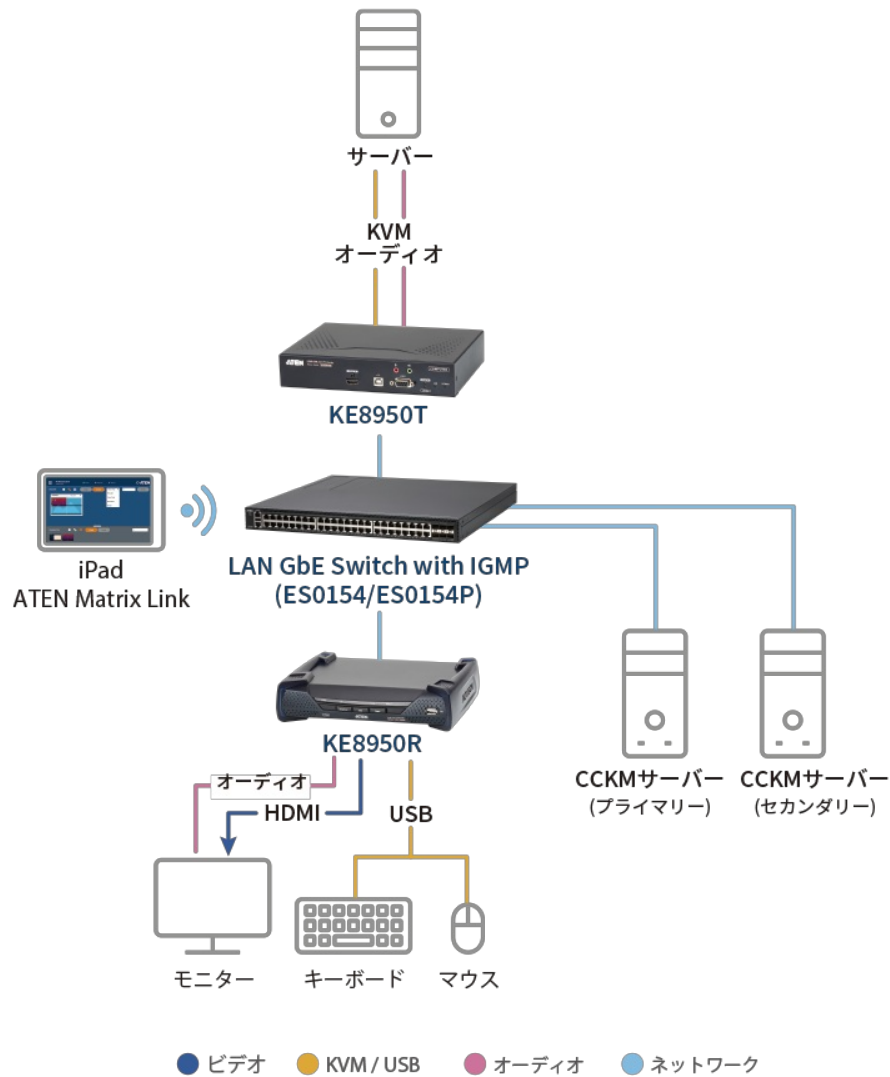 サーバー
KVM
オーディオ
ATEN
KE8950T
iPad
ATEN Matrix Link
LAN GbE Switch with IGMP
(ES0154/ES0154P)
KE8950R
オーディオ
HDMI
USB
CCKMサーバー
(プライマリー)
CCKMサーバー
(セカンダリー)
モニター
キーボード
マウス
ビデオ
KVM / USB
オーディオ
ネットワーク